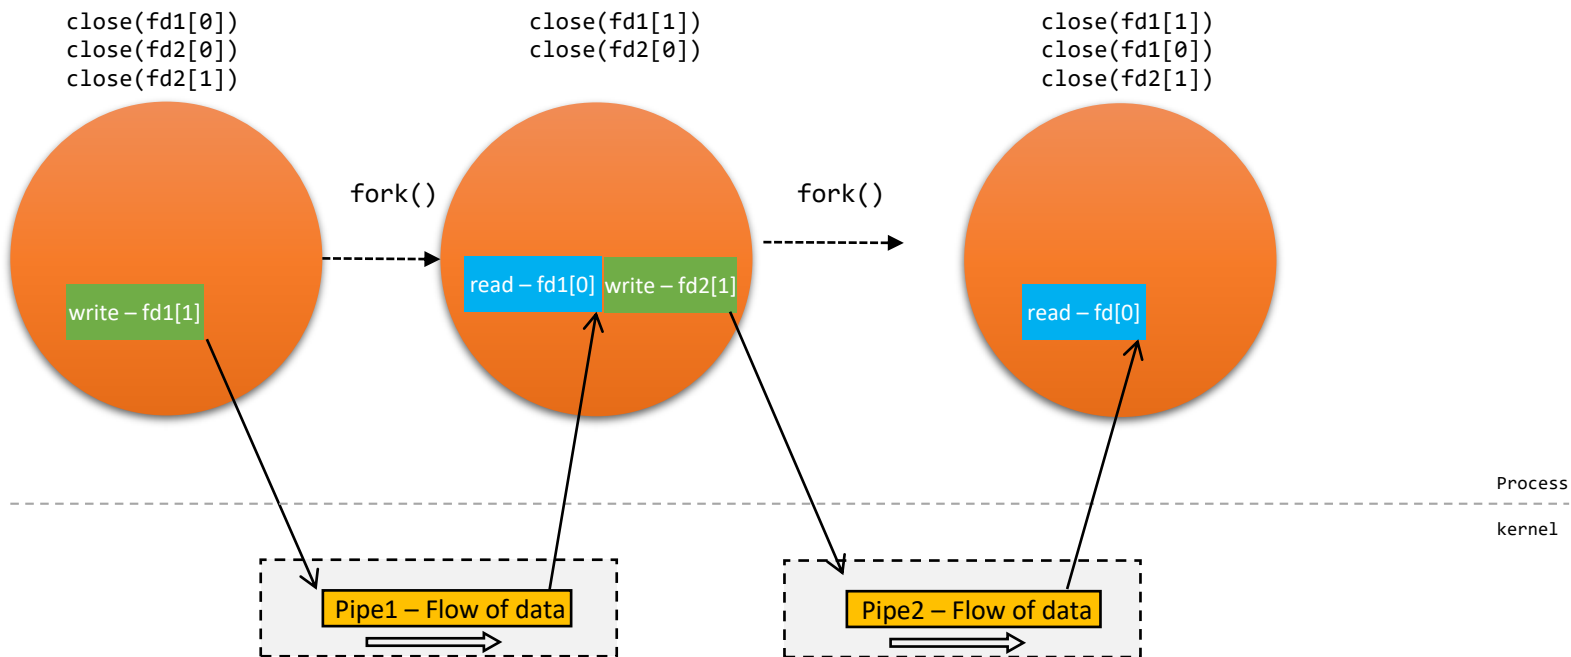 close(fd1[0])
close(fd2[0])
close(fd2[1])
close(fd1[1])
close(fd2[0])
close(fd1[1])
close(fd1[0])
close(fd2[1])
fork()
fork()
write – fd1[1]
read – fd1[0]
write – fd2[1]
read – fd[0]
Process
kernel
Pipe1 – Flow of data
Pipe2 – Flow of data